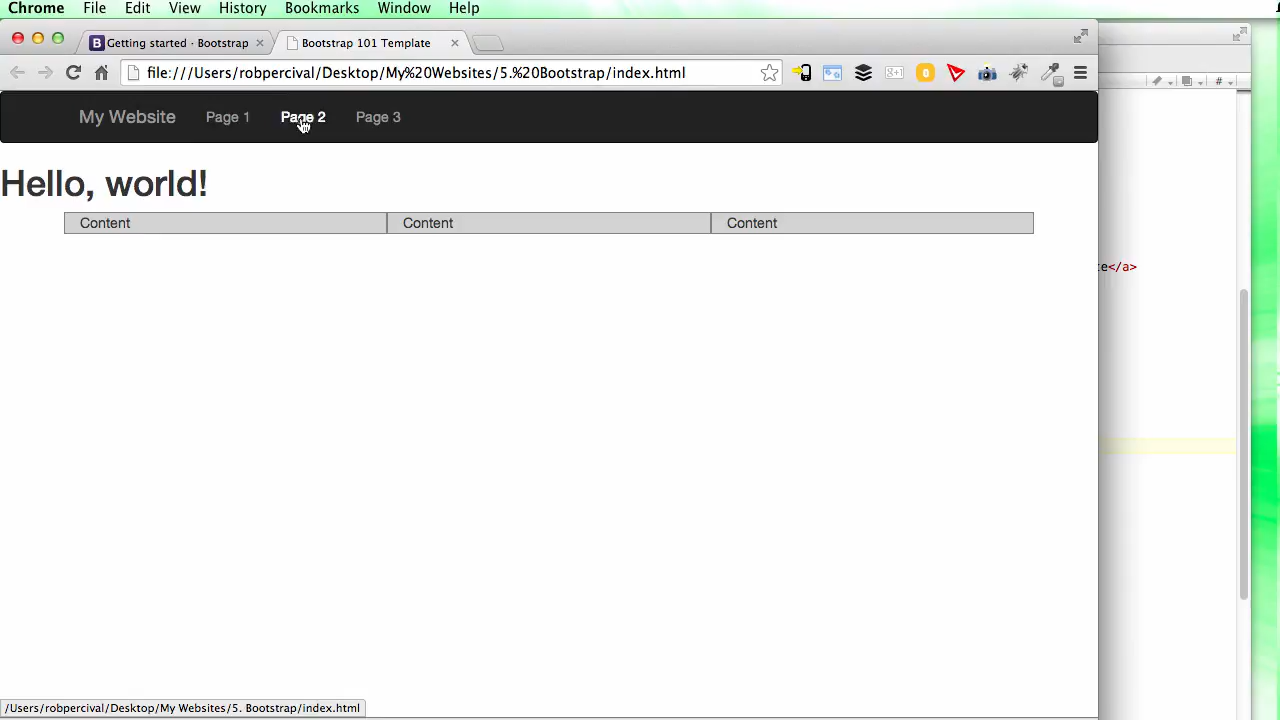 Chrome File Edit View History Bookmarks Window Help
Getting started · Bootstrap
Bootstrap 101 Template
file:///Users/robpercival/Desktop/My%20Websites/5.%20Bootstrap/index.html
My Website Page 1 Page 2 Page 3
Hello, world!
Content Content Content
te</a>
/Users/robpercival/Desktop/My Websites/5. Bootstrap/index.html